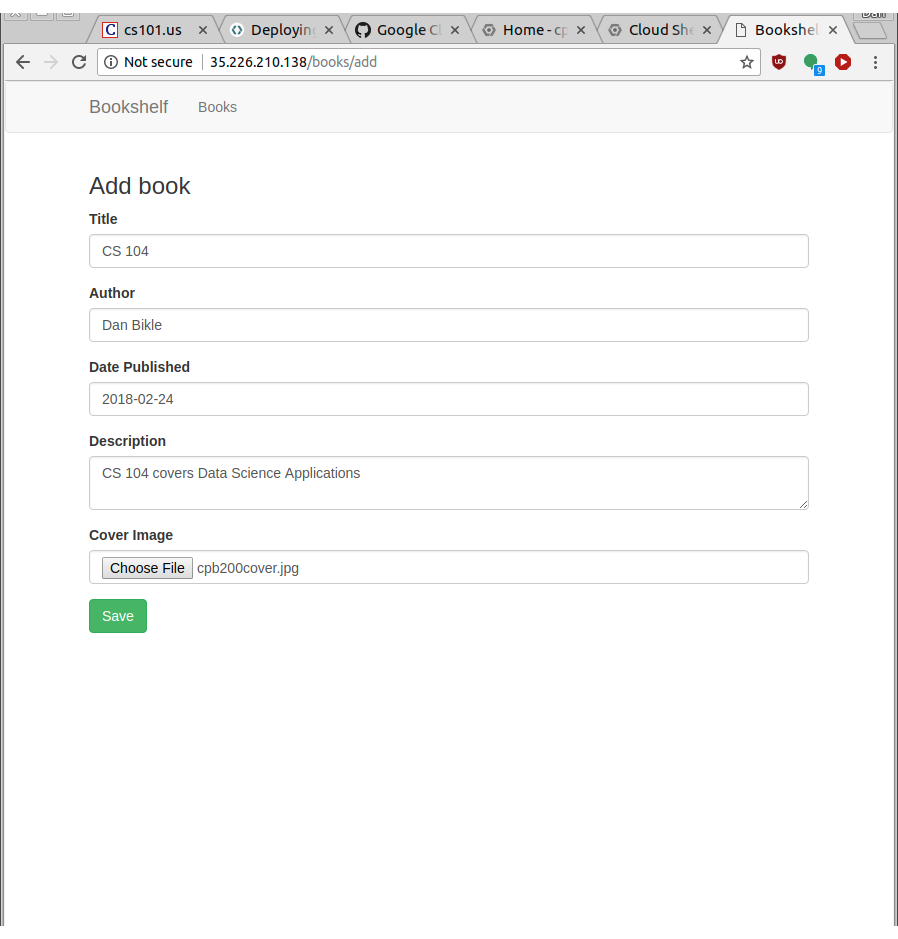 cs101.us
Deploying
Google Cl
Home - cp
Cloud She
Bookshel
Dan
Not secure
35.226.210.138/books/add
9
Bookshelf
Books
Add book
Title
CS 104
Author
Dan Bikle
Date Published
2018-02-24
Description
CS 104 covers Data Science Applications
Cover Image
Choose File cpb200cover.jpg
Save